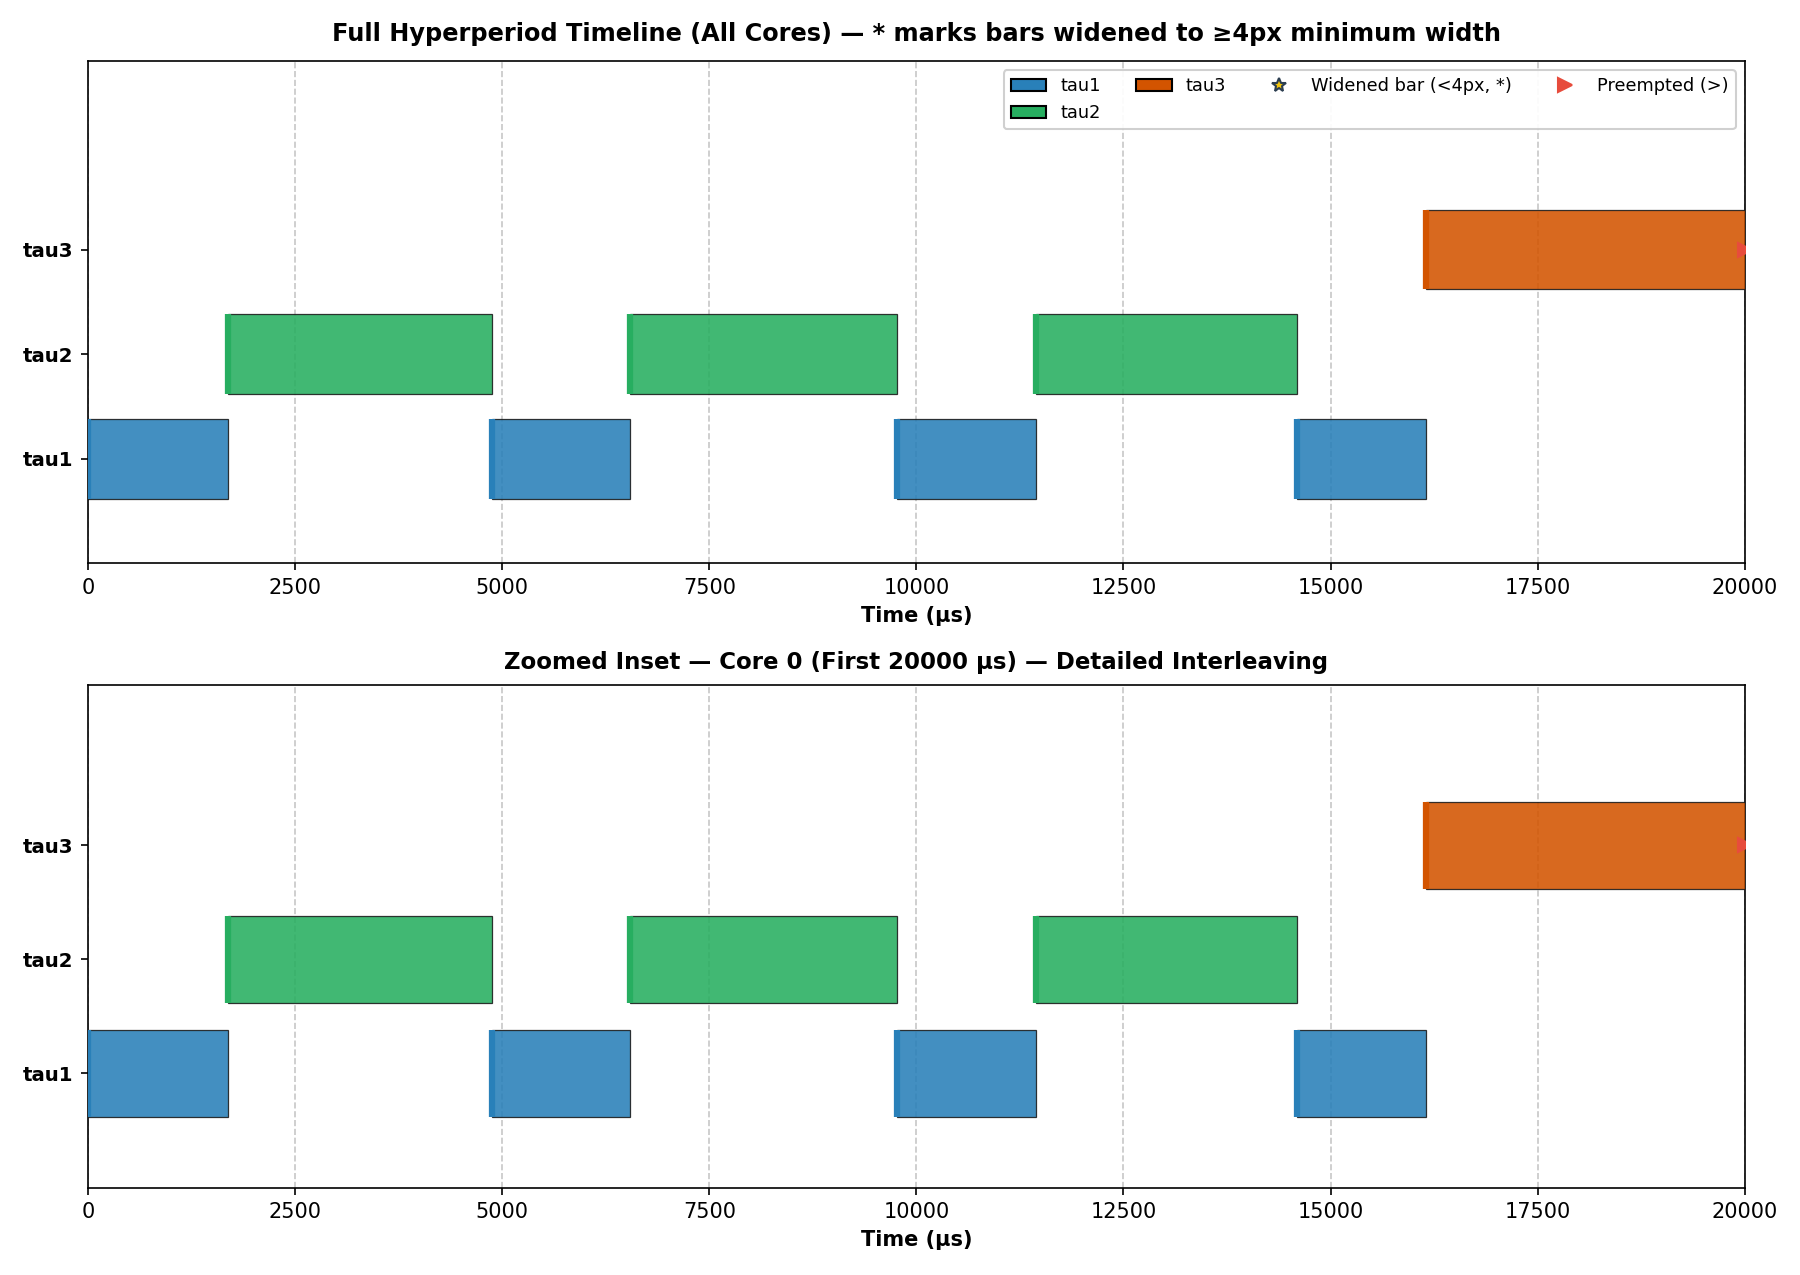 Full Hyperperiod Timeline (All Cores) — * marks bars widened to ≥4px minimum width
tau1 tau3 Widened bar (<4px, *) Preempted (>)
tau2
tau3
tau2
tau1
0 2500 5000 7500 10000 12500 15000 17500 20000
Time (µs)
Zoomed Inset — Core 0 (First 20000 µs) — Detailed Interleaving
tau3
tau2
tau1
0 2500 5000 7500 10000 12500 15000 17500 20000
Time (µs)